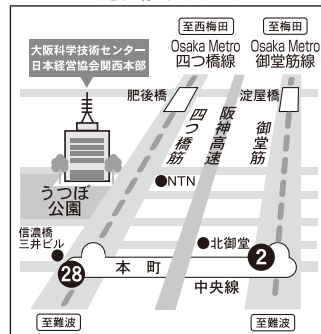 至西梅田
至梅田
大阪科学技術センター
日本経営協会関西本部
Osaka Metro
四つ橋線
Osaka Metro
御堂筋線
肥後橋
淀屋橋
四つ橋筋
阪神高速
御堂筋
NTN
うつぼ
公園
信濃橋
三井ビル
北御堂
2
28
本町
中央線
至難波
至難波